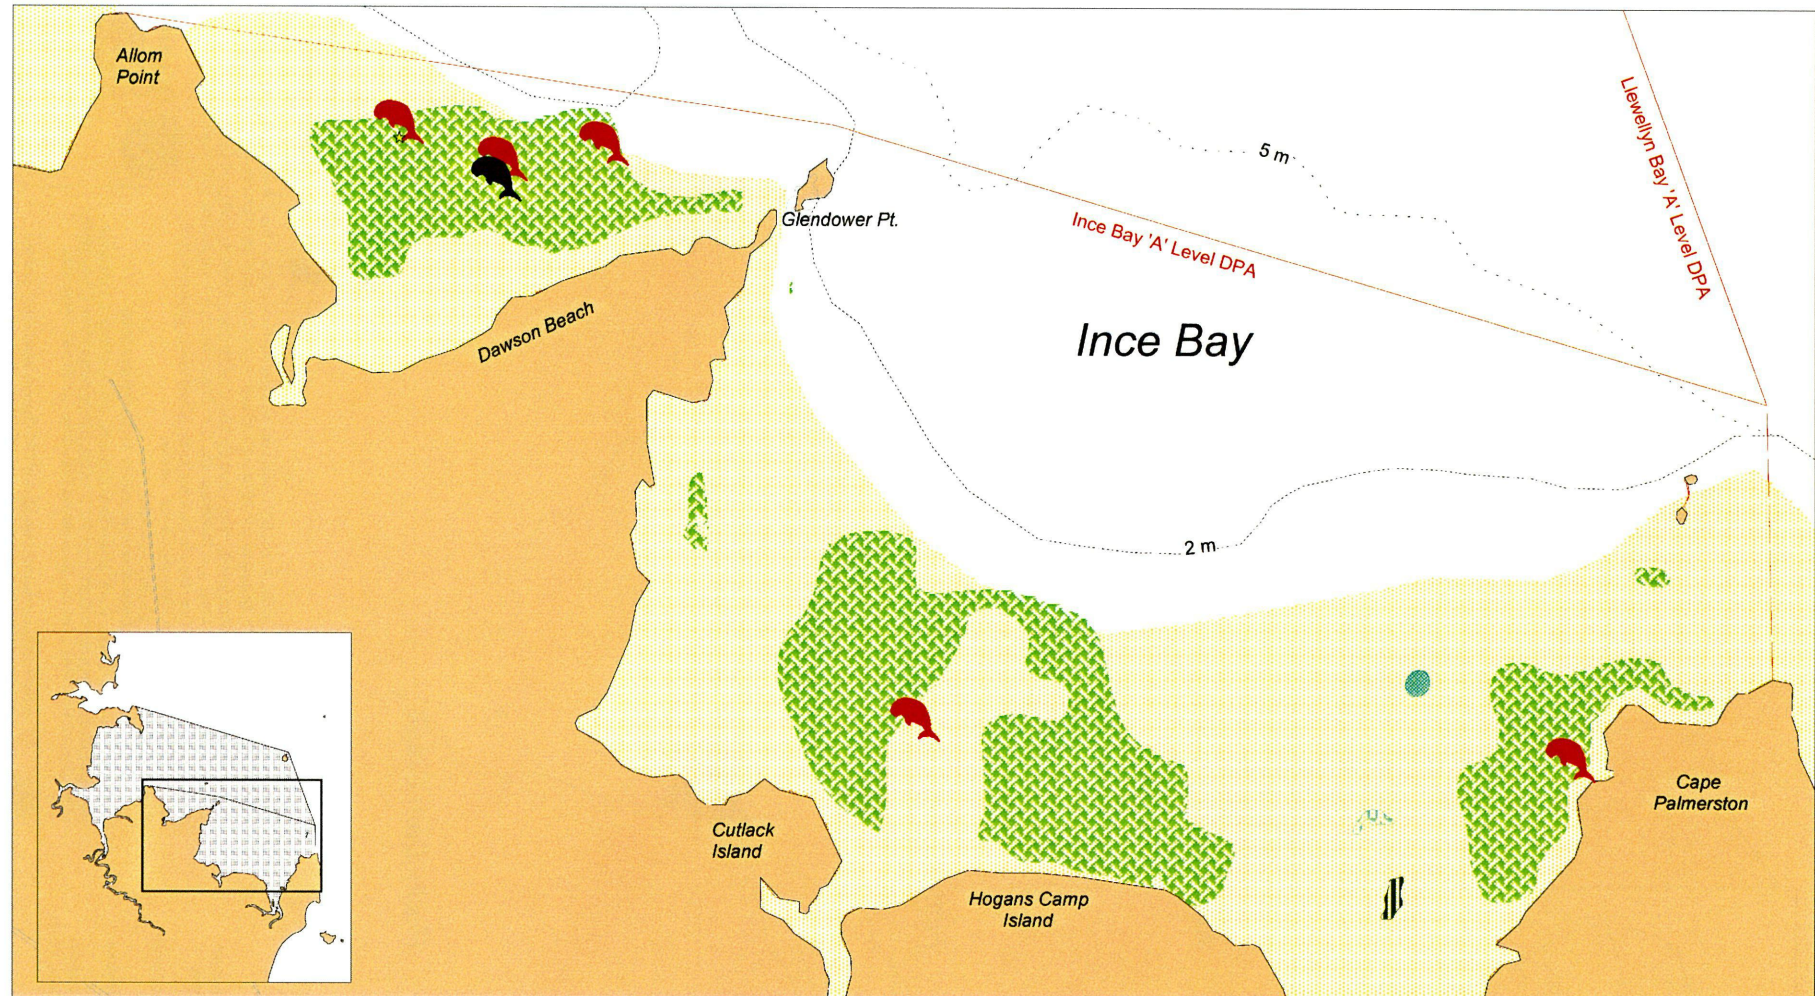 Allom
Point
5 m
Llewellyn Bay 'A' Level DPA
Glendower Pt.
Ince Bay 'A' Level DPA
Dawson Beach
Ince Bay
2 m
Cape
Palmerston
Cutlack
Island
Hogans Camp
Island